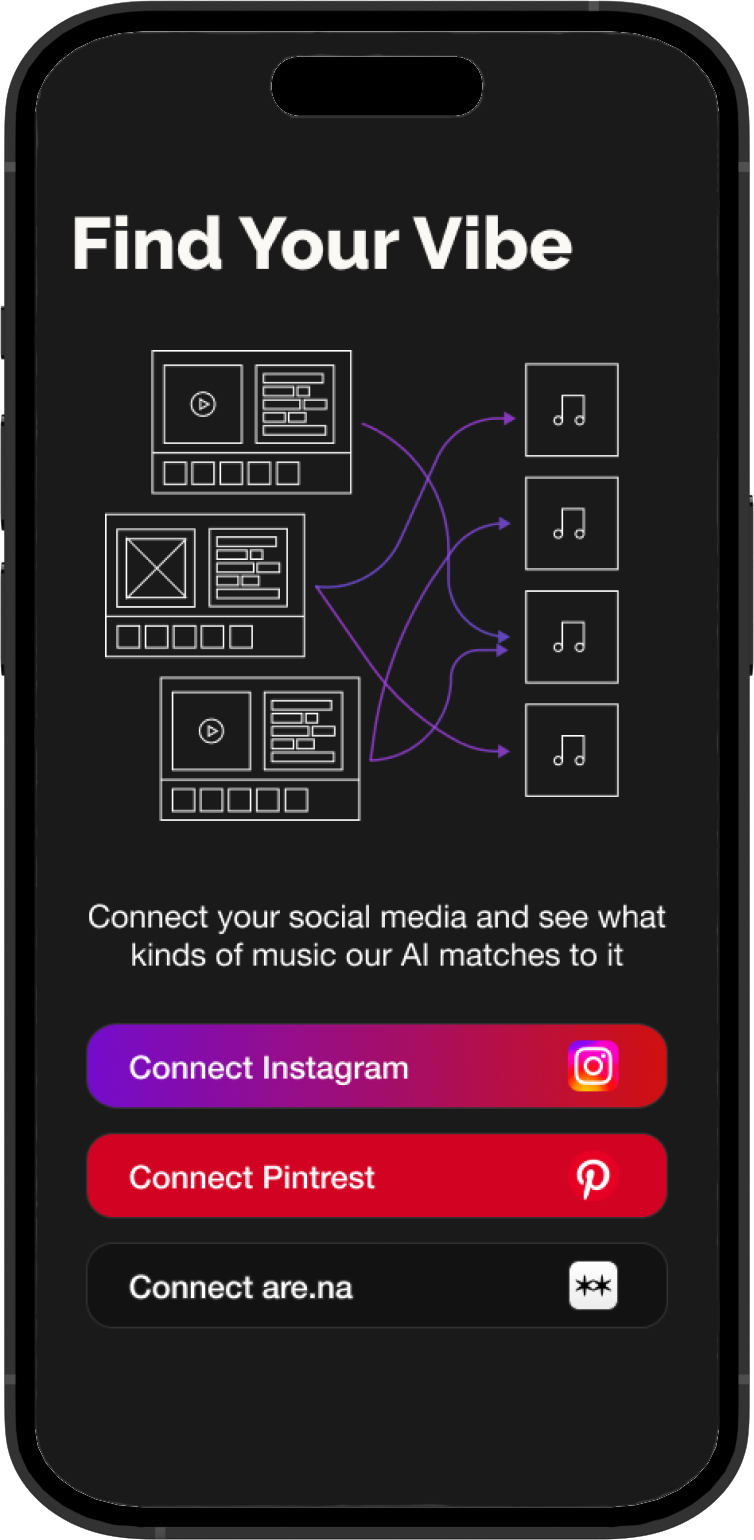 Find Your Vibe
Connect your social media and see what
kinds of music our AI matches to it
Connect Instagram
Connect Pintrest
Connect are.na